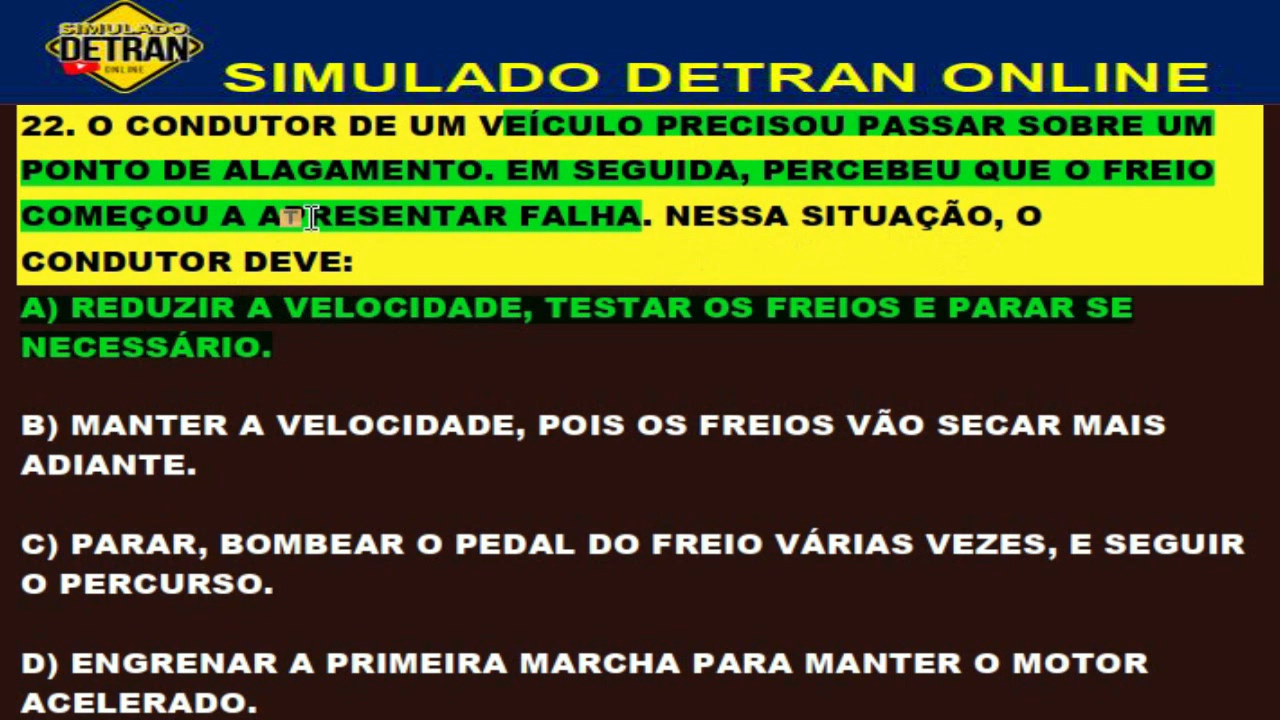 SIMULADO
DETRAN
ONLINE
SIMULADO DETRAN ONLINE
22. O CONDUTOR DE UM VEÍCULO PRECISOU PASSAR SOBRE UM
PONTO DE ALAGAMENTO. EM SEGUIDA, PERCEBEU QUE O FREIO
COMEÇOU A APRESENTAR FALHA. NESSA SITUAÇÃO, O
CONDUTOR DEVE:
A) REDUZIR A VELOCIDADE, TESTAR OS FREIOS E PARAR SE
NECESSÁRIO.
B) MANTER A VELOCIDADE, POIS OS FREIOS VÃO SECAR MAIS
ADIANTE.
C) PARAR, BOMBEAR O PEDAL DO FREIO VÁRIAS VEZES, E SEGUIR
O PERCURSO.
D) ENGRENAR A PRIMEIRA MARCHA PARA MANTER O MOTOR
ACELERADO.